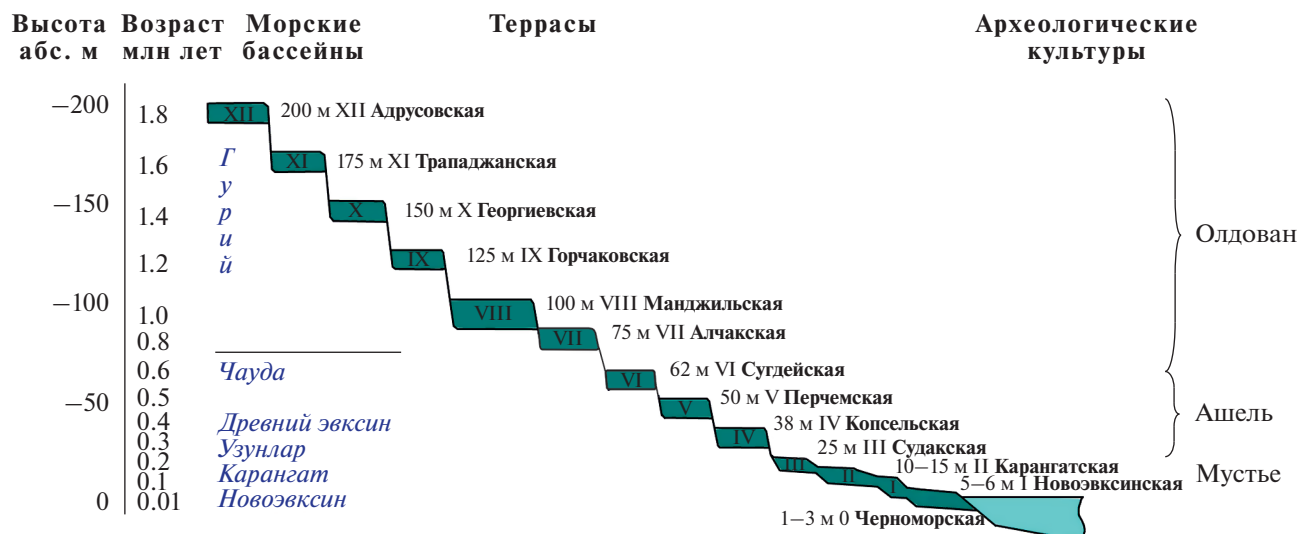 Высота Возраст Морские Террасы Археологические
абс. м млн лет бассейны культуры
−200 1.8 XII 200 м XII Адрусовская
1.6 Гурий XI 175 м XI Трападжанская
−150 1.4 X 150 м X Георгиевская
Олдован
1.2 IX 125 м IX Горчаковская
−100 1.0 VIII 100 м VIII Манджильская
0.8 VII 75 м VII Алчакская
0.6 Чауда VI 62 м VI Сугдейская
−50 0.5 V 50 м V Перчемская
0.4 Древний эвксин IV 38 м IV Копсельская Ашель
0.3 Узунлар 25 м III Судакская
0.2 Карангат III II 10−15 м II Карангатская Мустье
0.1 I 5−6 м I Новоэвксинская
0 0.01 Новоэвксин
1−3 м 0 Черноморская